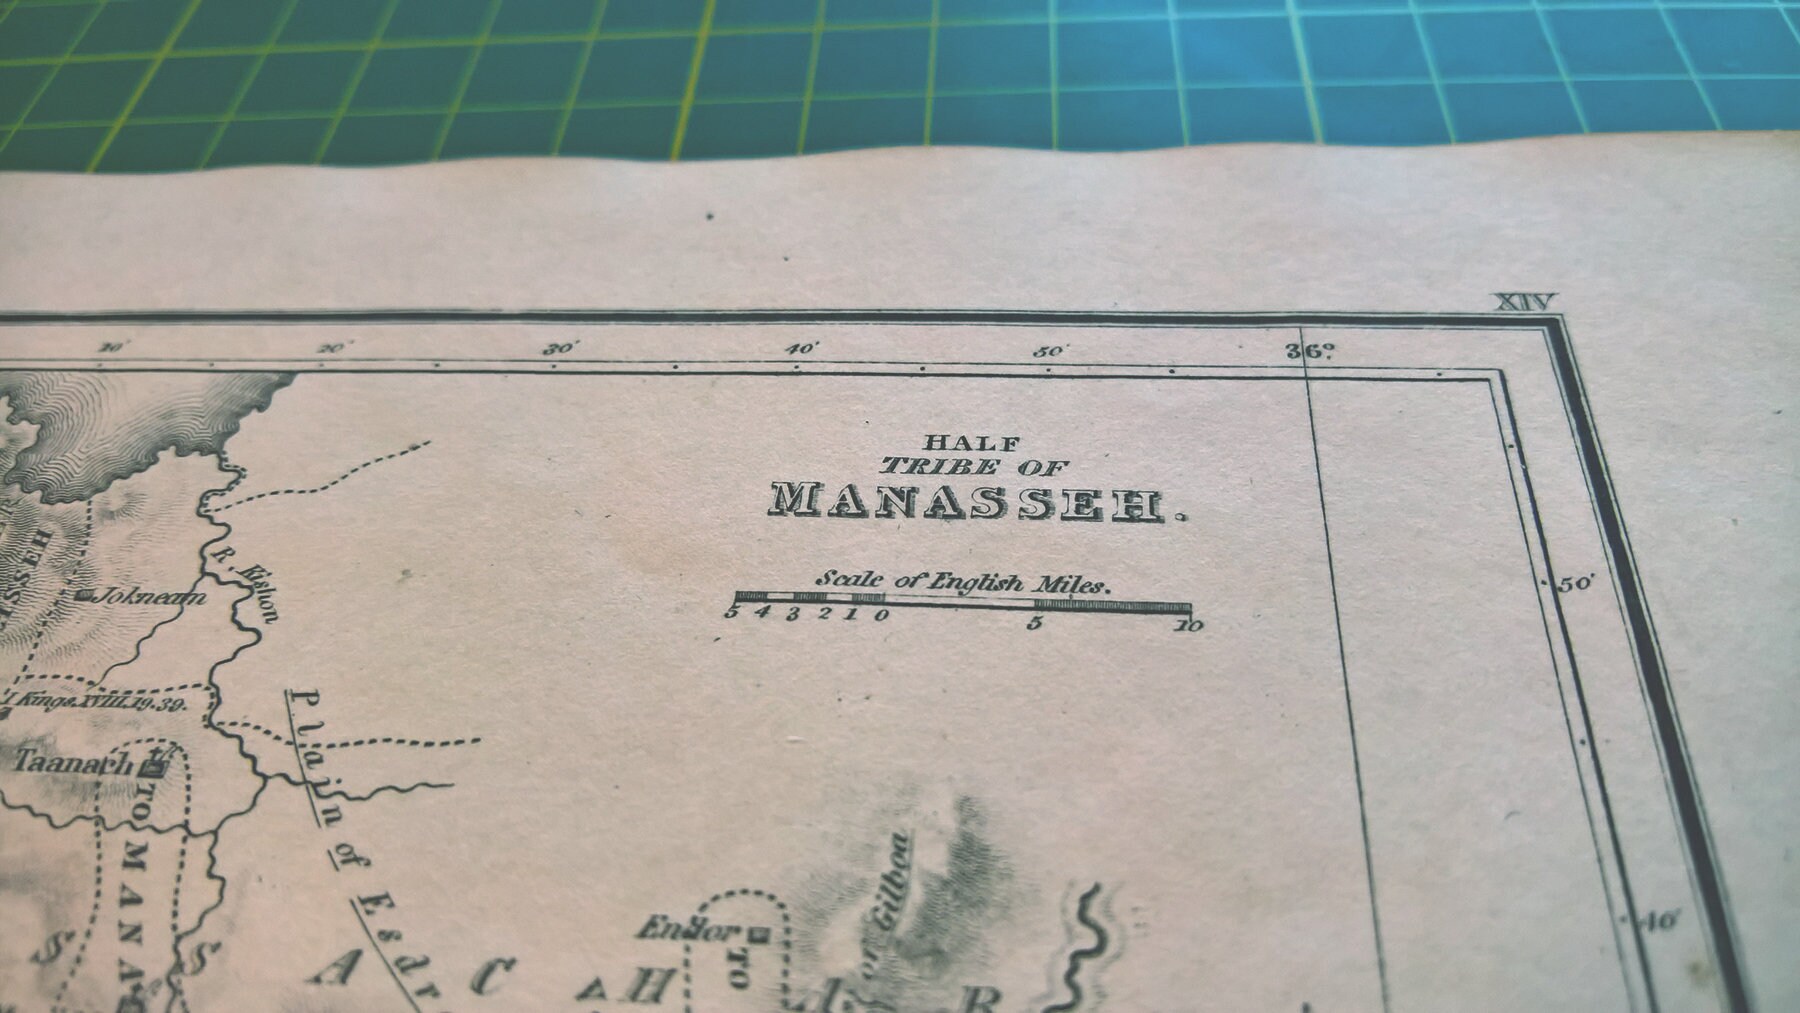 XIV
10' 20' 30' 40' 50' 36°
HALF
TRIBE OF
MANASSEH.
Scale of English Miles.
5 4 3 2 1 0 5 10
50'
40'
R. Kishon
Jokneam
I Kings. XVIII. 19. 39.
Taanach
TO MANA
Plain of Esdr
or Gilboa
Endor
TO
S S